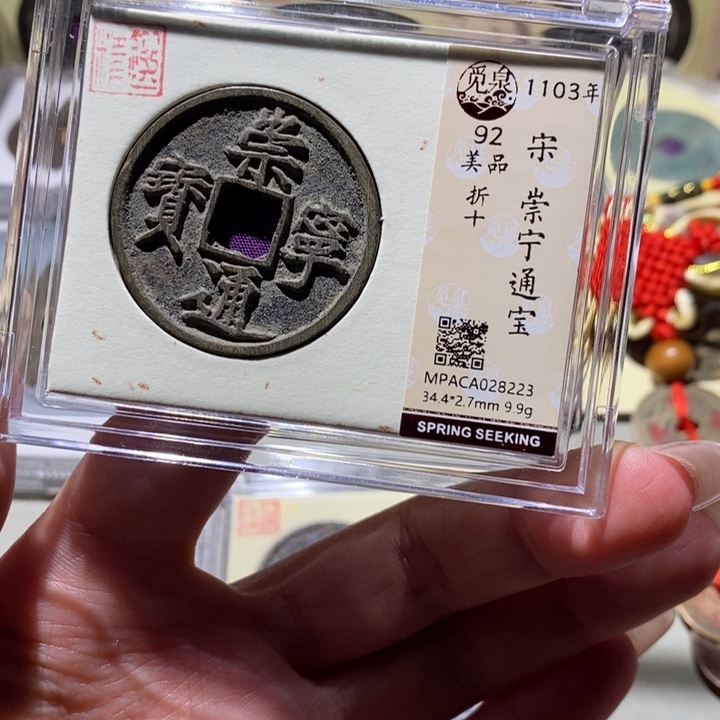 崇
寧
通
寶
覓泉
1103年
92
美品
折十
宋 崇宁通宝
MPACA028223
34.4*2.7mm 9.9g
SPRING SEEKING